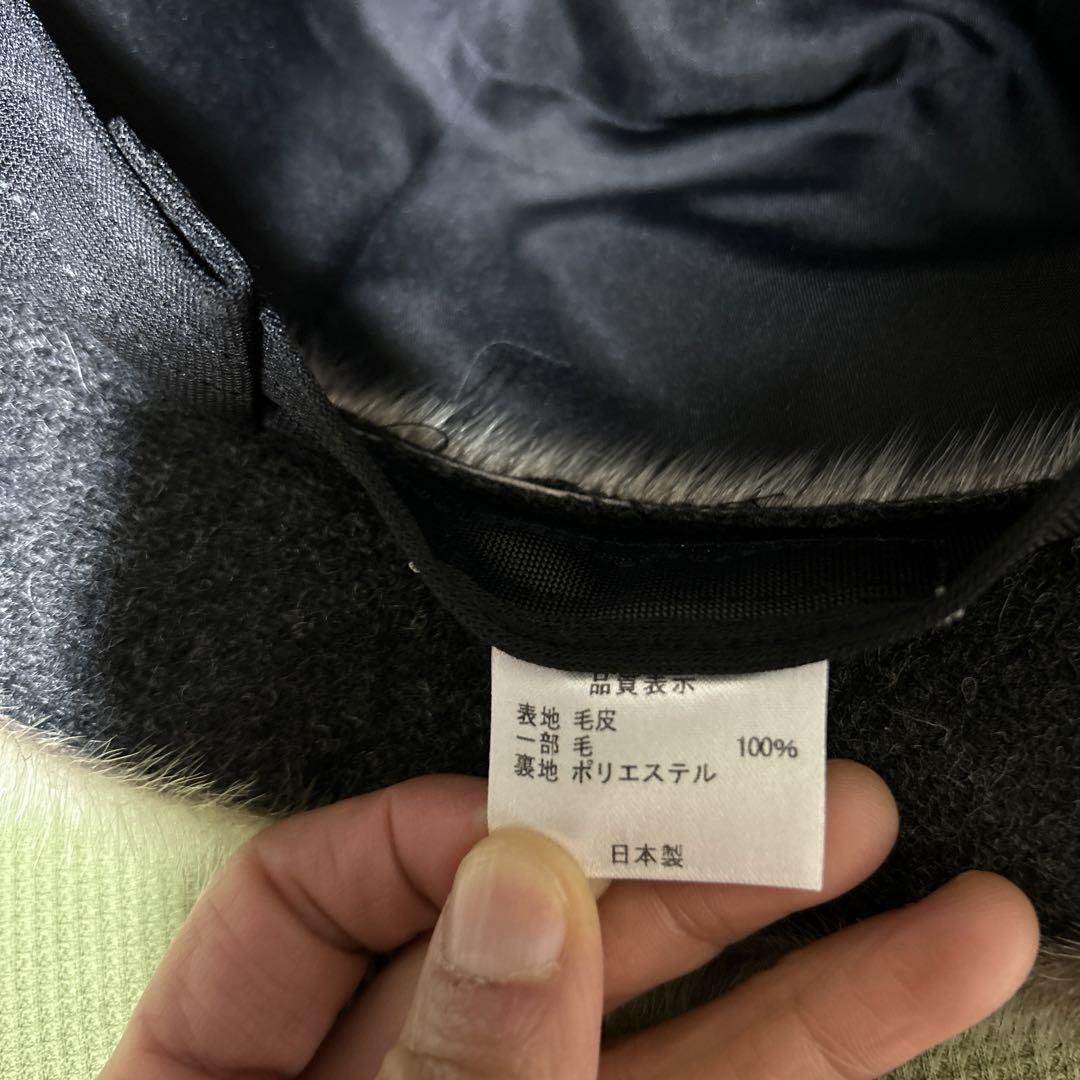 品質表示
表地 毛皮
一部 毛 100%
裏地 ポリエステル
日本製